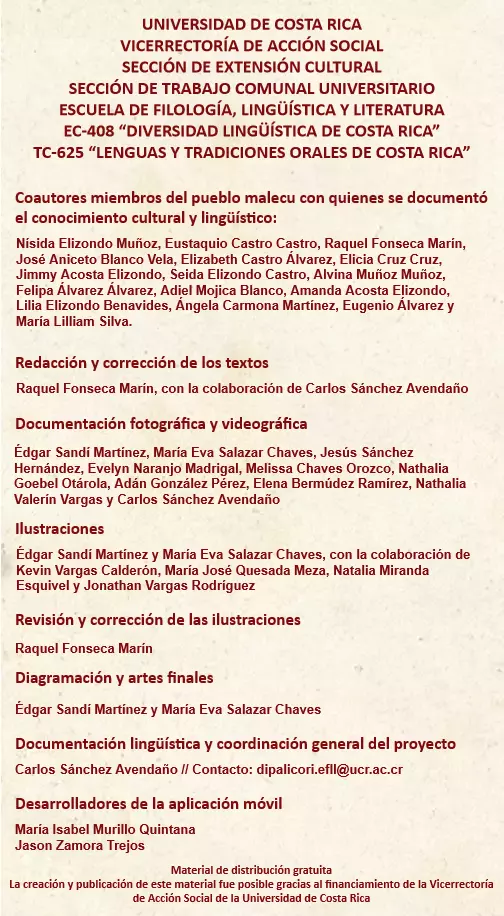 UNIVERSIDAD DE COSTA RICA
VICERRECTORÍA DE ACCIÓN SOCIAL
SECCIÓN DE EXTENSIÓN CULTURAL
SECCIÓN DE TRABAJO COMUNAL UNIVERSITARIO
ESCUELA DE FILOLOGÍA, LINGÜÍSTICA Y LITERATURA
EC-408 “DIVERSIDAD LINGÜÍSTICA DE COSTA RICA”
TC-625 “LENGUAS Y TRADICIONES ORALES DE COSTA RICA”
Coautores miembros del pueblo malecu con quienes se documentó
el conocimiento cultural y lingüístico:
Nísida Elizondo Muñoz, Eustaquio Castro Castro, Raquel Fonseca Marín,
José Aniceto Blanco Vela, Elizabeth Castro Álvarez, Elicia Cruz Cruz,
Jimmy Acosta Elizondo, Seida Elizondo Castro, Alvina Muñoz Muñoz,
Felipa Álvarez Álvarez, Adiel Mojica Blanco, Amanda Acosta Elizondo,
Lilia Elizondo Benavides, Ángela Carmona Martínez, Eugenio Álvarez y
María Lilliam Silva.
Redacción y corrección de los textos
Raquel Fonseca Marín, con la colaboración de Carlos Sánchez Avendaño
Documentación fotográfica y videográfica
Édgar Sandí Martínez, María Eva Salazar Chaves, Jesús Sánchez
Hernández, Evelyn Naranjo Madrigal, Melissa Chaves Orozco, Nathalia
Goebel Otárola, Adán González Pérez, Elena Bermúdez Ramírez, Nathalia
Valerín Vargas y Carlos Sánchez Avendaño
Ilustraciones
Édgar Sandí Martínez y María Eva Salazar Chaves, con la colaboración de
Kevin Vargas Calderón, María José Quesada Meza, Natalia Miranda
Esquivel y Jonathan Vargas Rodríguez
Revisión y corrección de las ilustraciones
Raquel Fonseca Marín
Diagramación y artes finales
Édgar Sandí Martínez y María Eva Salazar Chaves
Documentación lingüística y coordinación general del proyecto
Carlos Sánchez Avendaño // Contacto: dipalicori.efll@ucr.ac.cr
Desarrolladores de la aplicación móvil
María Isabel Murillo Quintana
Jason Zamora Trejos
Material de distribución gratuita
La creación y publicación de este material fue posible gracias al financiamiento de la Vicerrectoría
de Acción Social de la Universidad de Costa Rica